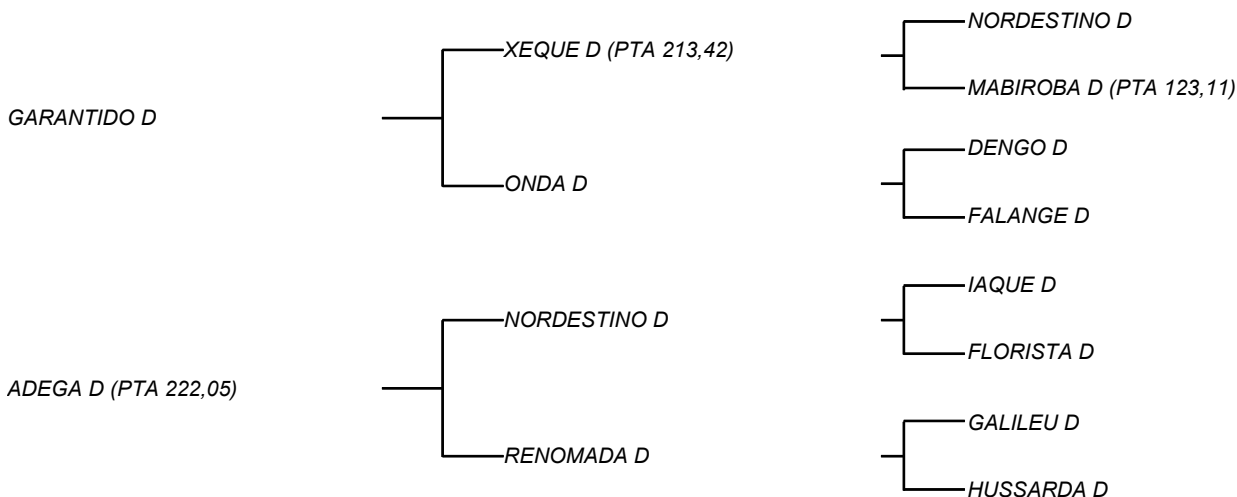 NORDESTINO D
XEQUE D (PTA 213,42)
MABIROBA D (PTA 123,11)
GARANTIDO D
DENGO D
ONDA D
FALANGE D
IAQUE D
NORDESTINO D
FLORISTA D
ADEGA D (PTA 222,05)
GALILEU D
RENOMADA D
HUSSARDA D